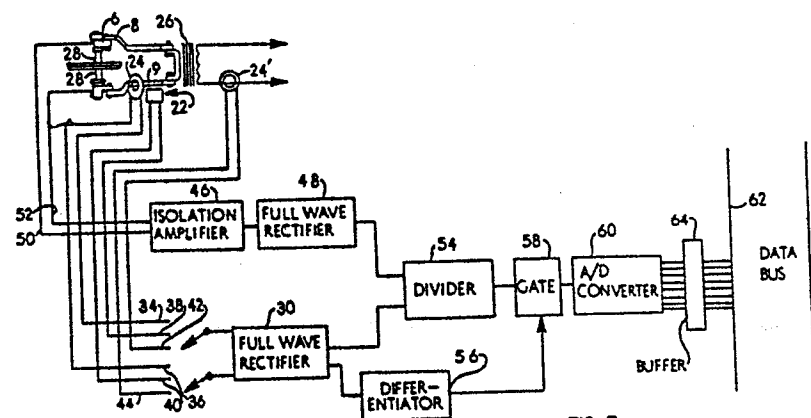 6
8
26
28
28
24
9
24'
22
52
50
46
ISOLATION
AMPLIFIER
48
FULL WAVE
RECTIFIER
54
DIVIDER
58
GATE
60
A/D
CONVERTER
64
62
DATA
BUS
BUFFER
34
38
42
30
FULL WAVE
RECTIFIER
44
40
36
DIFFER-
ENTIATOR
56